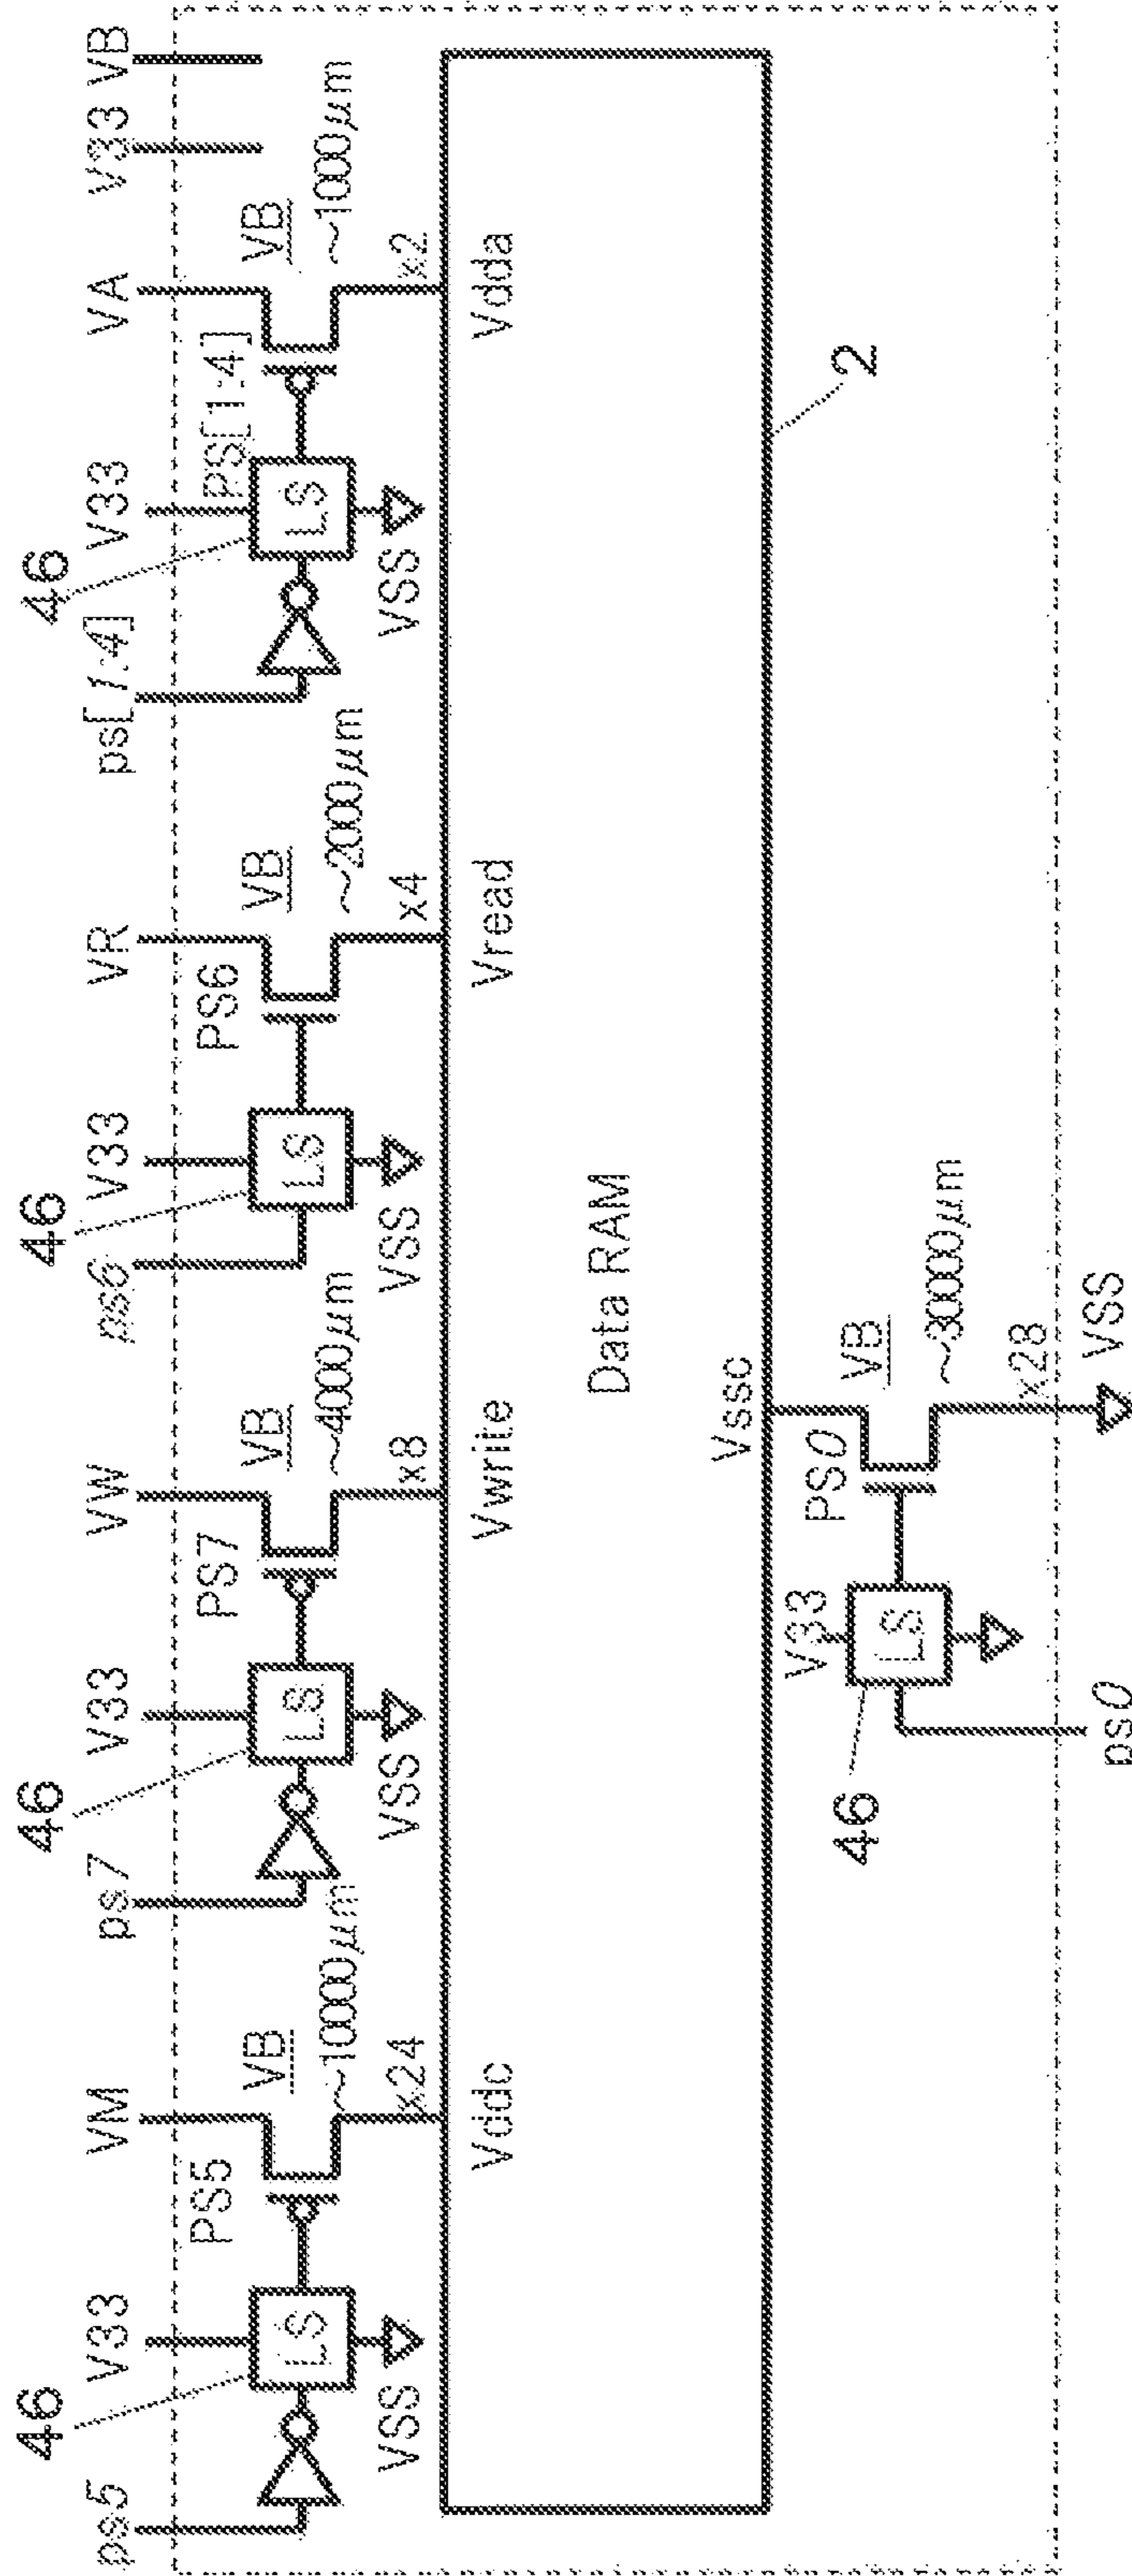 46 46 46 46
ps5 V33 VM ps7 V33 VW ps6 V33 VR ps[1:4] V33 VA V33 VB
PS5 PS7 PS6 PS[1:4]
VB VB VB VB
LS LS LS LS
~10000μm ~4000μm ~2000μm ~1000μm
VSS VSS VSS VSS
x24 x8 x4 x2
Vddc Vwrite Vread Vdda
Data RAM
2
Vssc
V33 PS0 VB
46 LS ~30000μm
x28
ps0 VSS